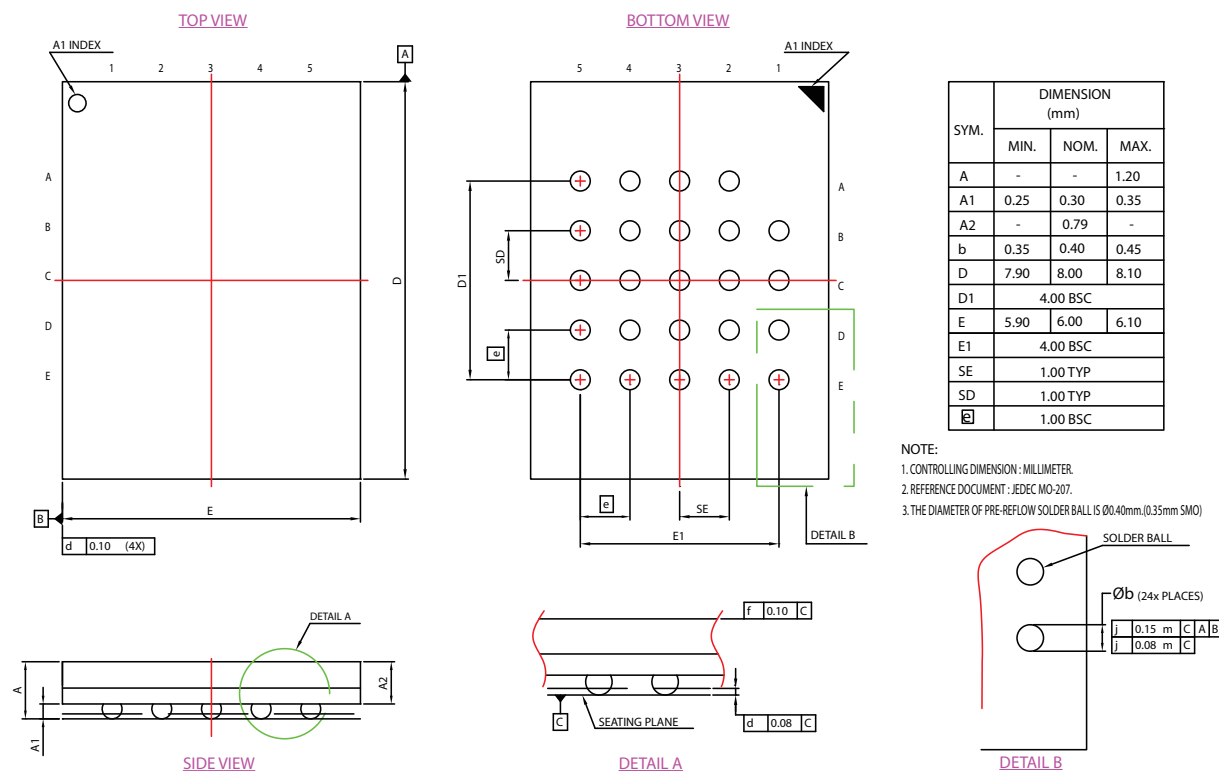 TOP VIEW
A1 INDEX
1 2 3 4 5
A
A
B
C
D
E
D
B
E
d 0.10 (4X)
BOTTOM VIEW
A1 INDEX
5 4 3 2 1
A
B
C
D
E
D1
SD
e
e
SE
E1
DETAIL B
SYM.
DIMENSION
(mm)
MIN. NOM. MAX.
A - - 1.20
A1 0.25 0.30 0.35
A2 - 0.79 -
b 0.35 0.40 0.45
D 7.90 8.00 8.10
D1 4.00 BSC
E 5.90 6.00 6.10
E1 4.00 BSC
SE 1.00 TYP
SD 1.00 TYP
e 1.00 BSC
NOTE:
1. CONTROLLING DIMENSION : MILLIMETER.
2. REFERENCE DOCUMENT : JEDEC MO-207.
3. THE DIAMETER OF PRE-REFLOW SOLDER BALL IS Ø0.40mm.(0.35mm SMO)
DETAIL A
A
A1
A2
SIDE VIEW
f 0.10 C
C
SEATING PLANE
d 0.08 C
DETAIL A
SOLDER BALL
Øb (24x PLACES)
j 0.15 m C A B
j 0.08 m C
DETAIL B